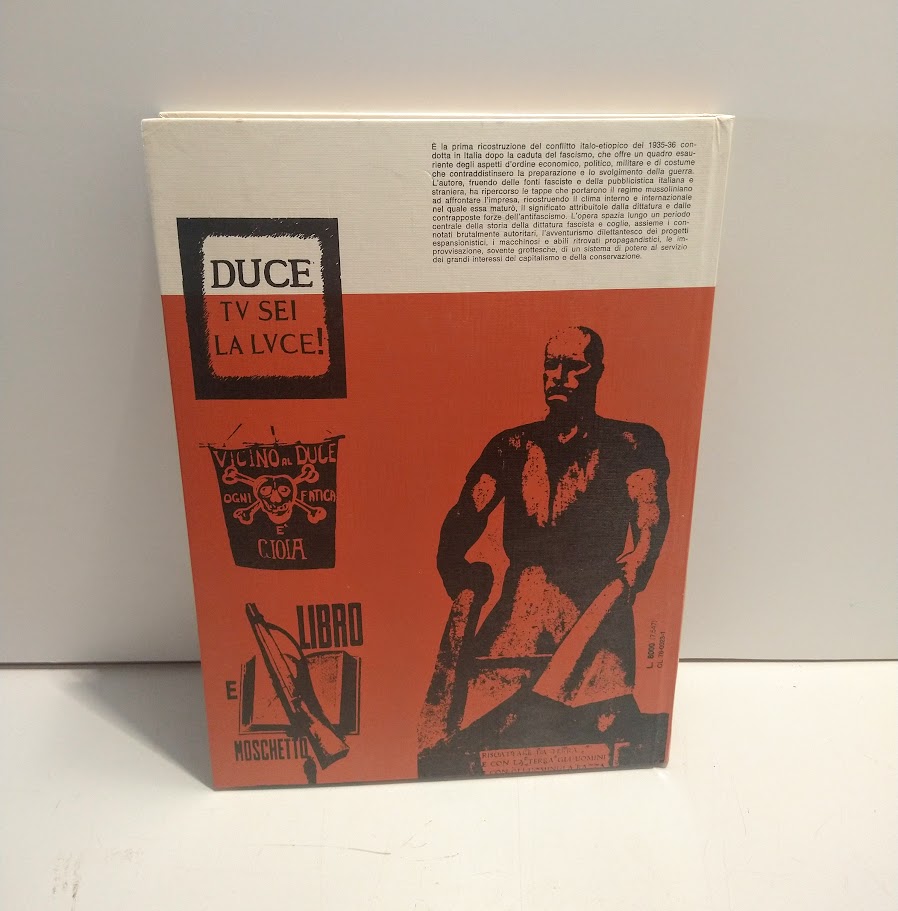 È la prima ricostruzione del conflitto italo-etiopico del 1935-36 con-
dotta in Italia dopo la caduta del fascismo, che offre un quadro esau-
riente degli aspetti d'ordine economico, politico, militare e di costume
che contraddistinsero la preparazione e lo svolgimento della guerra.
L'autore, fruendo delle fonti fasciste e della pubblicistica italiana e
straniera, ha ripercorso le tappe che portarono il regime mussoliniano
ad affrontare l'impresa, ricostruendo il clima interno e internazionale
nel quale essa maturò, il significato attribuitole dalla dittatura e dalle
contrapposte forze dell'antifascismo. L'opera spazia lungo un periodo
centrale della storia della dittatura fascista e coglie, assieme i con-
notati brutalmente autoritari, l'avventurismo dilettantesco dei progetti
espansionistici, i macchinosi e abili ritrovati propagandistici, le im-
provvisazione, sovente grottesche, di un sistema di potere al servizio
dai grandi interessi del capitalismo e della conservazione.
DUCE
TV SEI
LA LVCE!
VICINO AL DUCE
OGNI FATICA
È
GIOIA
LIBRO
E
MOSCHETTO
L. 8000
E CON LA TERRA GLI UOMINI